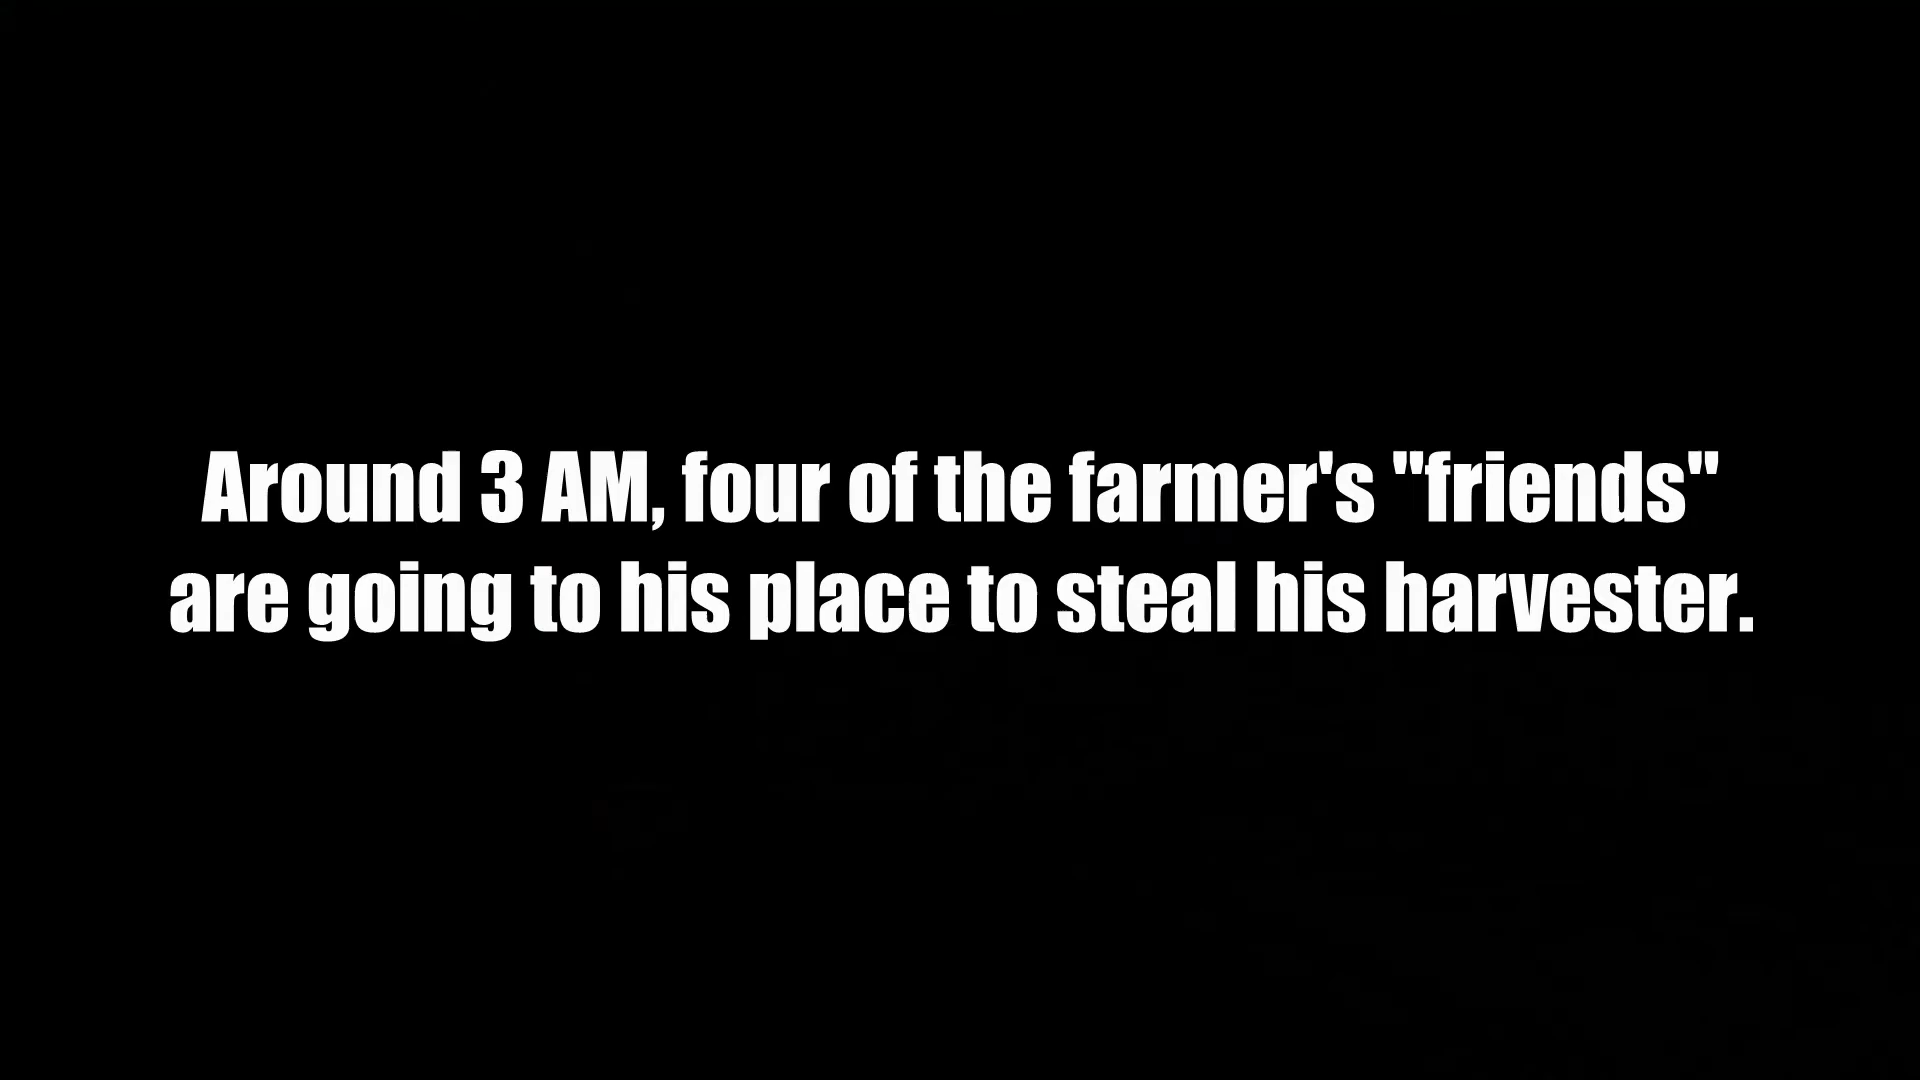 Around 3 AM, four of the farmer's "friends"
are going to his place to steal his harvester.